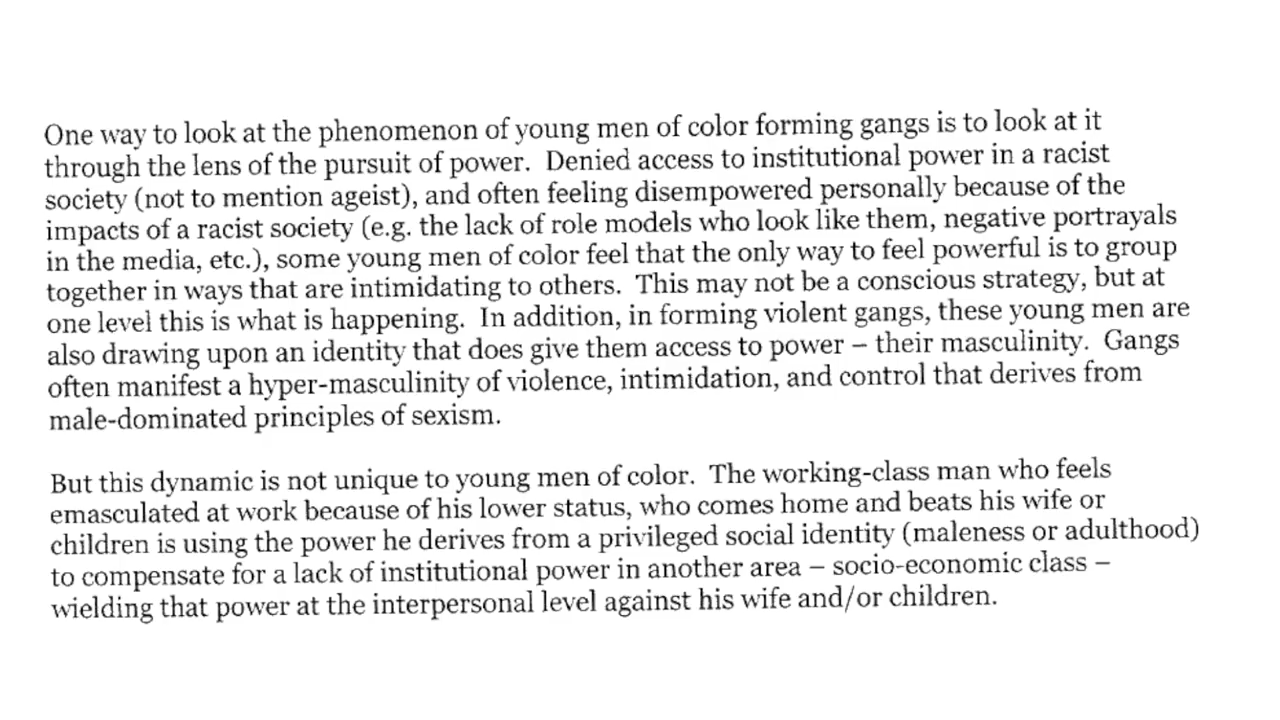 One way to look at the phenomenon of young men of color forming gangs is to look at it
through the lens of the pursuit of power.  Denied access to institutional power in a racist
society (not to mention ageist), and often feeling disempowered personally because of the
impacts of a racist society (e.g. the lack of role models who look like them, negative portrayals
in the media, etc.), some young men of color feel that the only way to feel powerful is to group
together in ways that are intimidating to others.  This may not be a conscious strategy, but at
one level this is what is happening.  In addition, in forming violent gangs, these young men are
also drawing upon an identity that does give them access to power – their masculinity.  Gangs
often manifest a hyper-masculinity of violence, intimidation, and control that derives from
male-dominated principles of sexism.

But this dynamic is not unique to young men of color.  The working-class man who feels
emasculated at work because of his lower status, who comes home and beats his wife or
children is using the power he derives from a privileged social identity (maleness or adulthood)
to compensate for a lack of institutional power in another area – socio-economic class –
wielding that power at the interpersonal level against his wife and/or children.